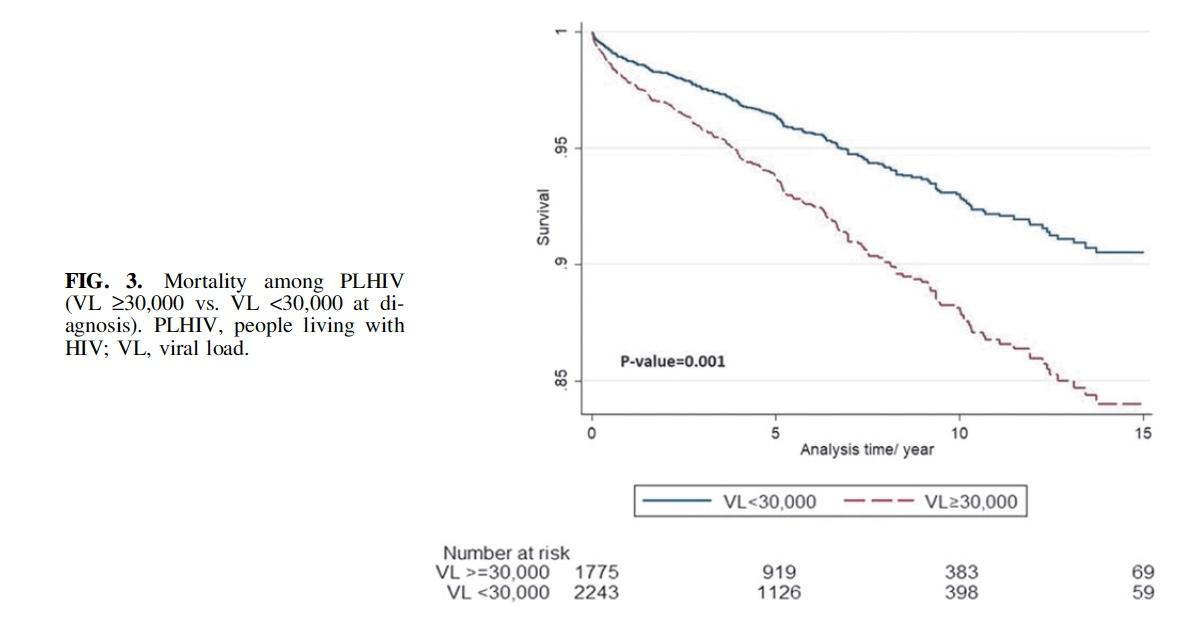 FIG. 3. Mortality among PLHIV
(VL ≥30,000 vs. VL <30,000 at di-
agnosis). PLHIV, people living with
HIV; VL, viral load.
1
.95
.9
.85
Survival
P-value=0.001
0 5 10 15
Analysis time/ year
VL<30,000 VL≥30,000
Number at risk
VL >=30,000 1775 919 383 69
VL <30,000 2243 1126 398 59